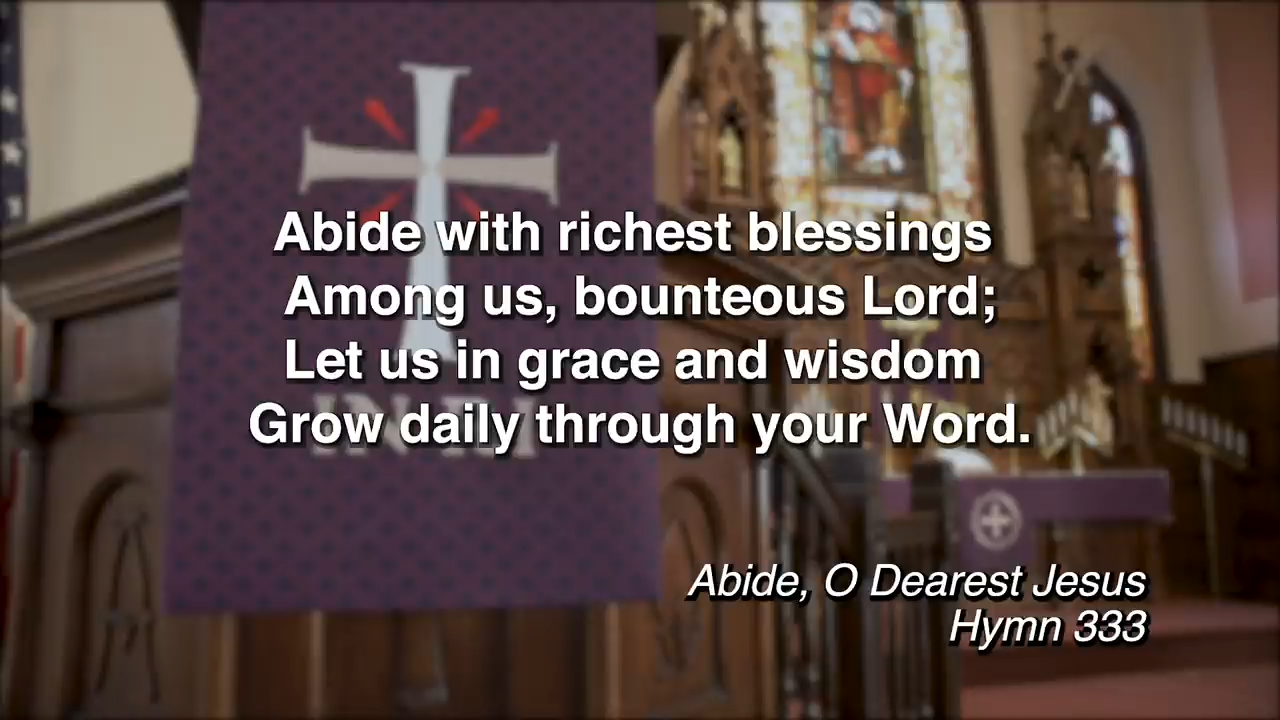 Abide with richest blessings
Among us, bounteous Lord;
Let us in grace and wisdom
Grow daily through your Word.
Abide, O Dearest Jesus
Hymn 333